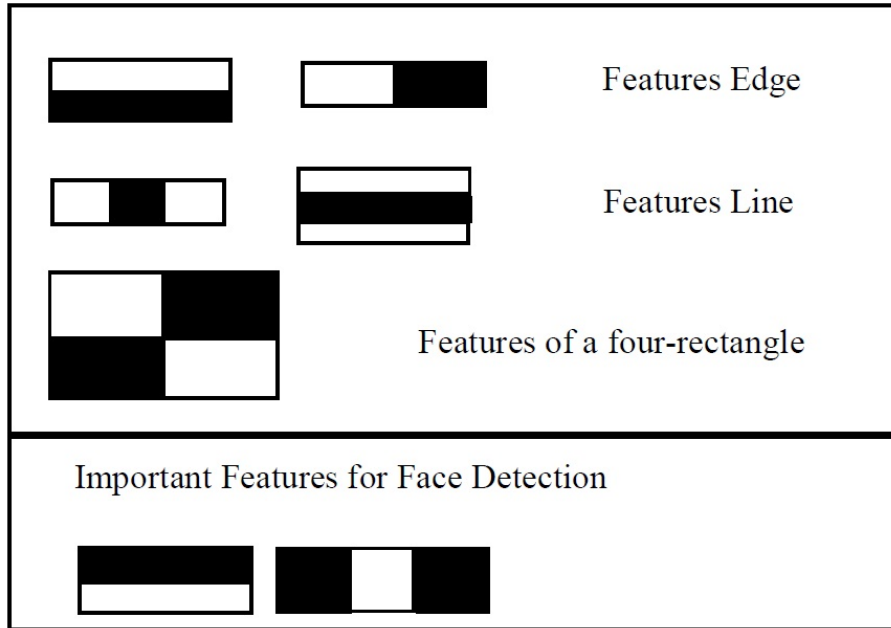 Features Edge
Features Line
Features of a four-rectangle
Important Features for Face Detection